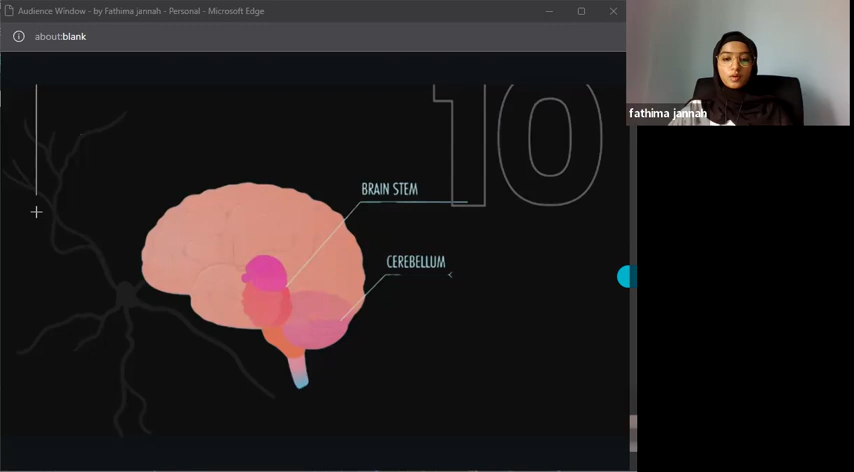 Audience Window - by Fathima jannah - Personal - Microsoft Edge
about:blank
fathima jannah
10
BRAIN STEM
CEREBELLUM